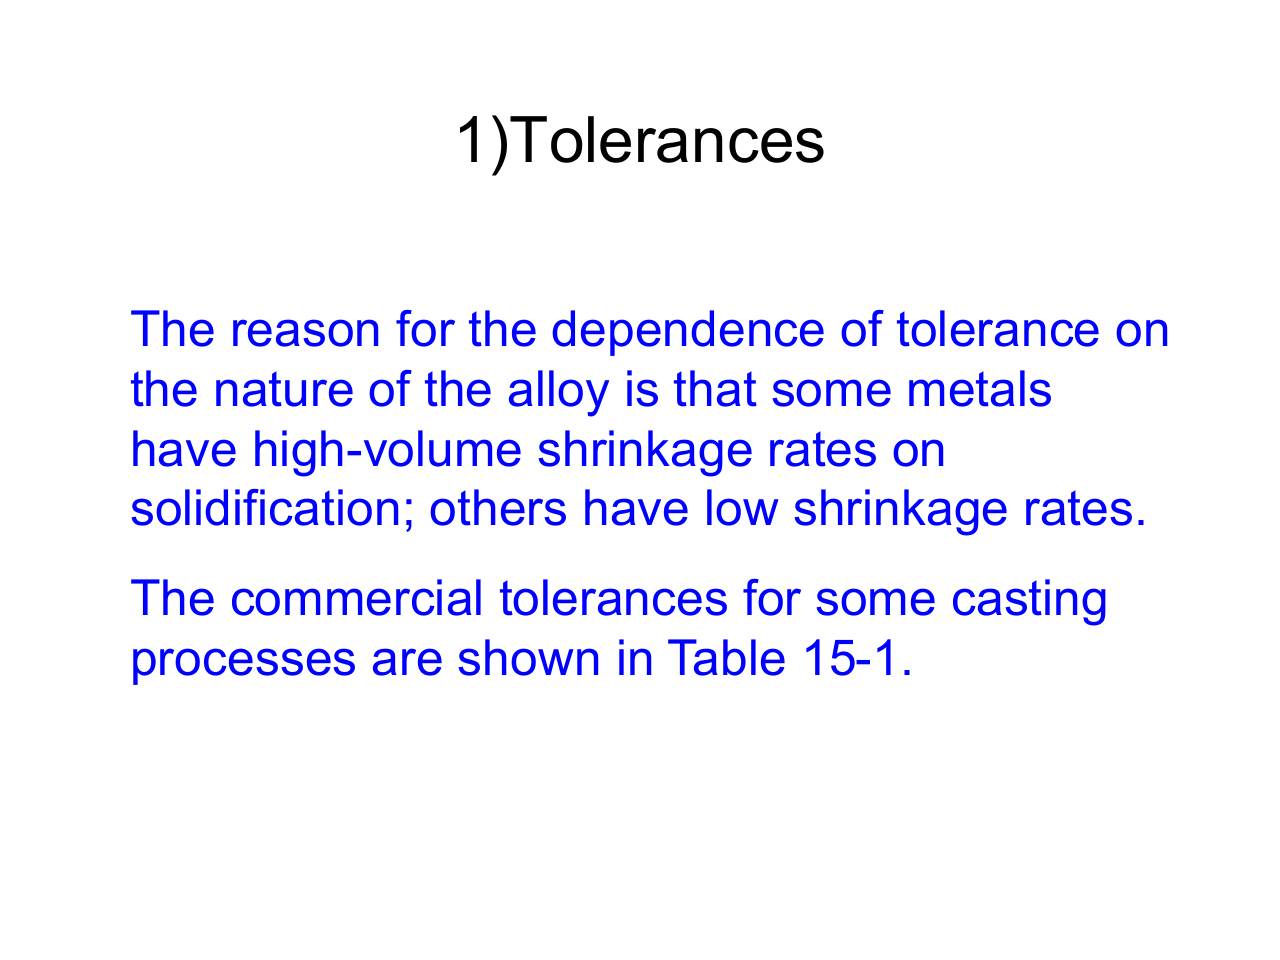 1)Tolerances
The reason for the dependence of tolerance on
the nature of the alloy is that some metals
have high-volume shrinkage rates on
solidification; others have low shrinkage rates.
The commercial tolerances for some casting
processes are shown in Table 15-1.